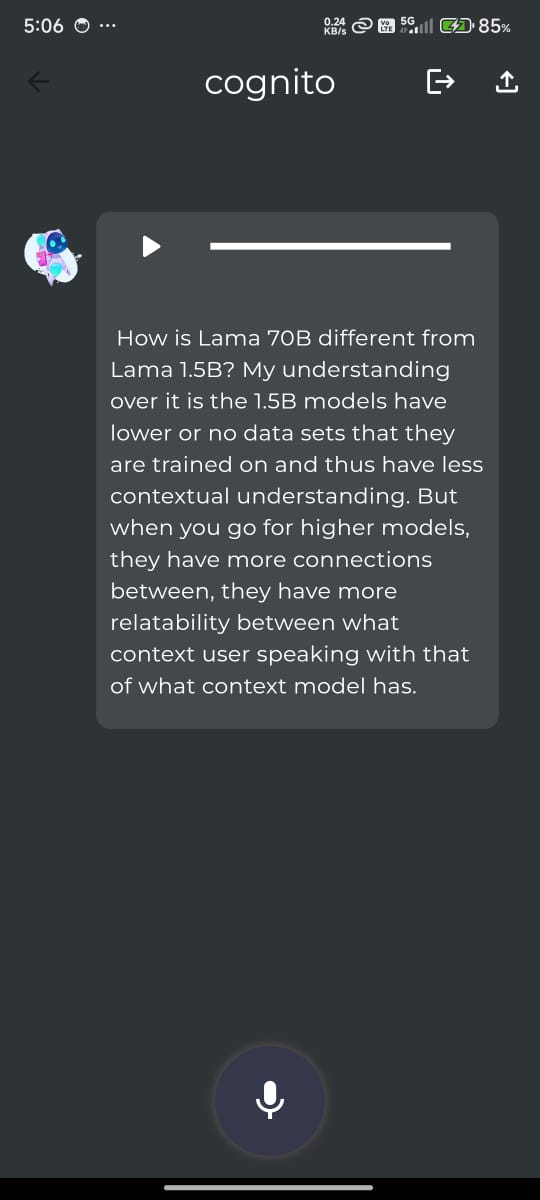 5:06 ...
0.24 KB/s Vo LTE 5G 85%
cognito
How is Lama 70B different from
Lama 1.5B? My understanding
over it is the 1.5B models have
lower or no data sets that they
are trained on and thus have less
contextual understanding. But
when you go for higher models,
they have more connections
between, they have more
relatability between what
context user speaking with that
of what context model has.